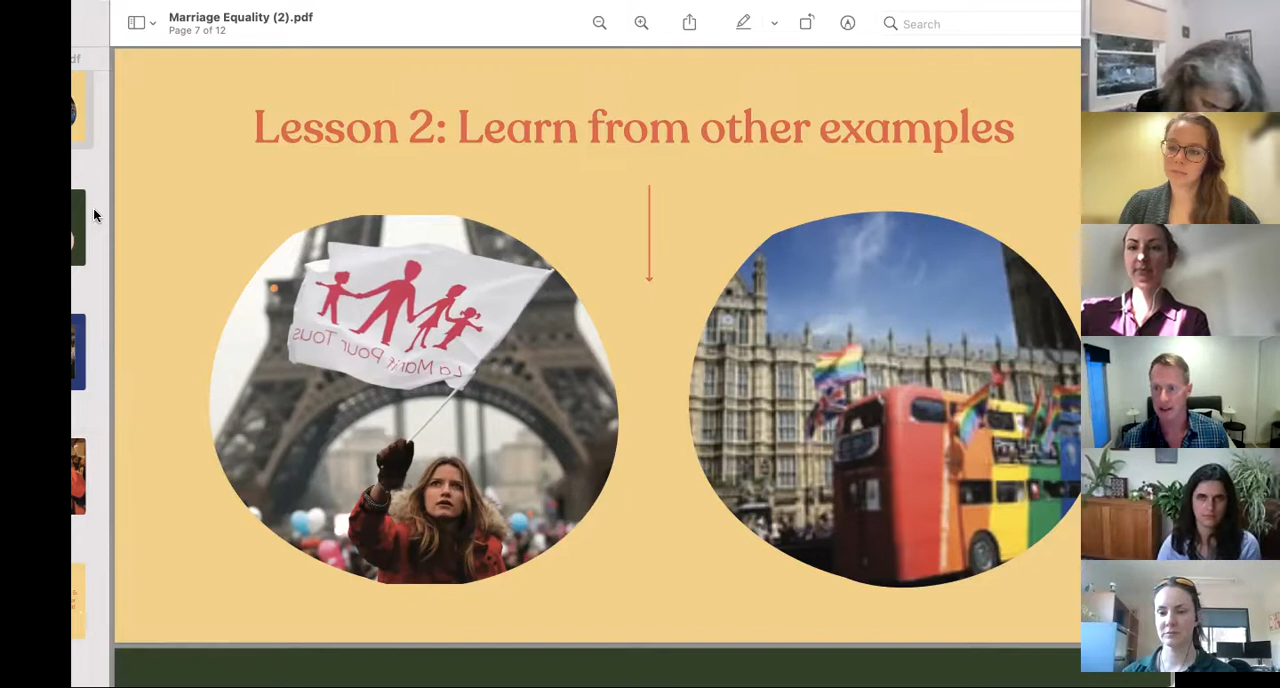 Marriage Equality (2).pdf
Page 7 of 12
Search
df
Lesson 2: Learn from other examples
La Manif Pour Tous